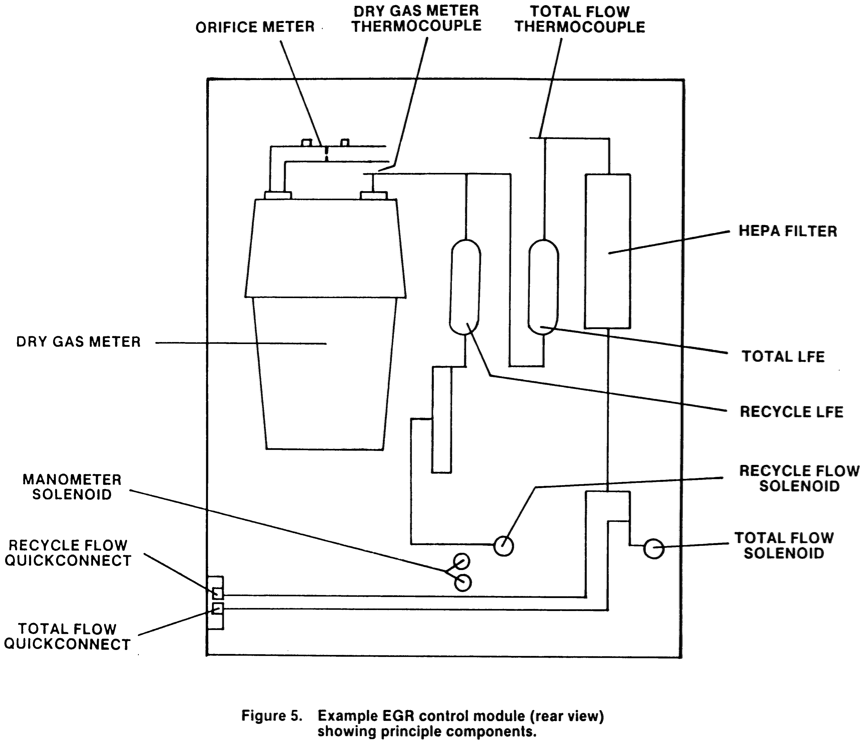 ORIFICE METER
DRY GAS METER
THERMOCOUPLE
TOTAL FLOW
THERMOCOUPLE
HEPA FILTER
DRY GAS METER
TOTAL LFE
RECYCLE LFE
MANOMETER
SOLENOID
RECYCLE FLOW
SOLENOID
RECYCLE FLOW
QUICKCONNECT
TOTAL FLOW
SOLENOID
TOTAL FLOW
QUICKCONNECT
Figure 5. Example EGR control module (rear view)
showing principle components.